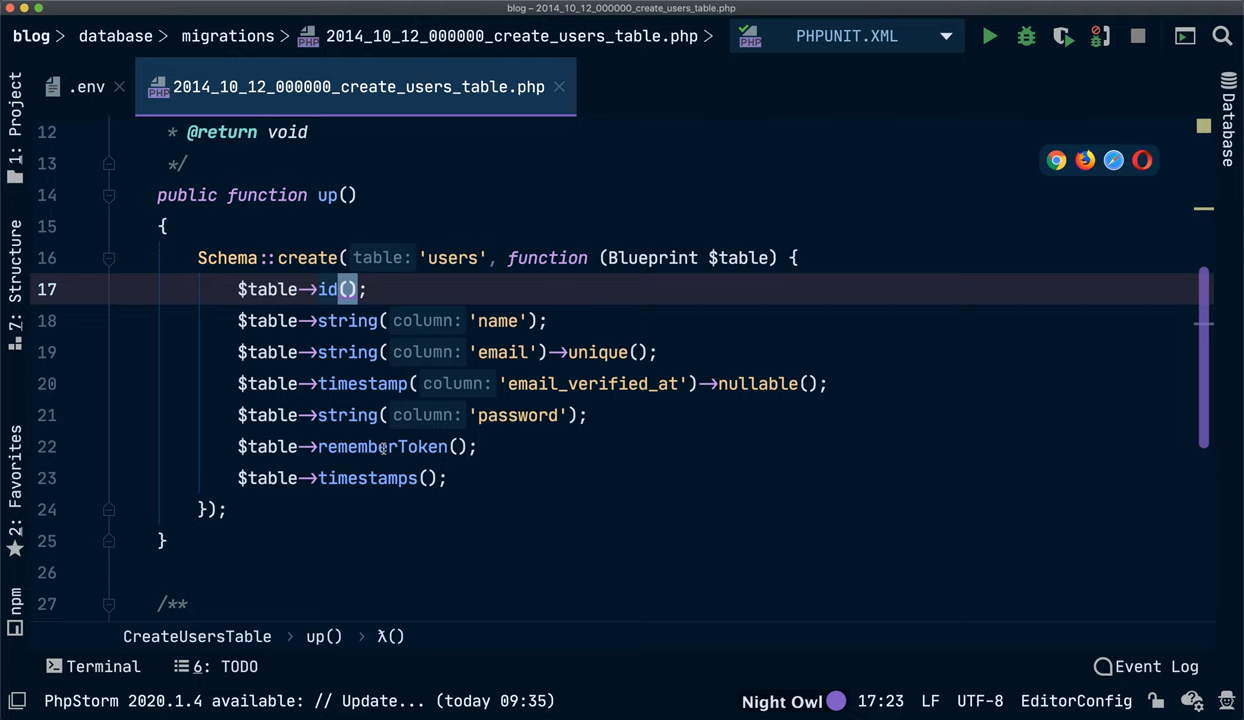 blog – 2014_10_12_000000_create_users_table.php
blog > database > migrations > 2014_10_12_000000_create_users_table.php > PHPUNIT.XML
.env 2014_10_12_000000_create_users_table.php
1: Project
7: Structure
2: Favorites
npm
Database
12 * @return void
13 */
14 public function up()
15 {
16 Schema::create( table: 'users', function (Blueprint $table) {
17 $table->id();
18 $table->string( column: 'name');
19 $table->string( column: 'email')->unique();
20 $table->timestamp( column: 'email_verified_at')->nullable();
21 $table->string( column: 'password');
22 $table->rememberToken();
23 $table->timestamps();
24 });
25 }
26
27 /**
CreateUsersTable > up() > λ()
Terminal 6: TODO Event Log
PhpStorm 2020.1.4 available: // Update... (today 09:35) Night Owl 17:23 LF UTF-8 EditorConfig